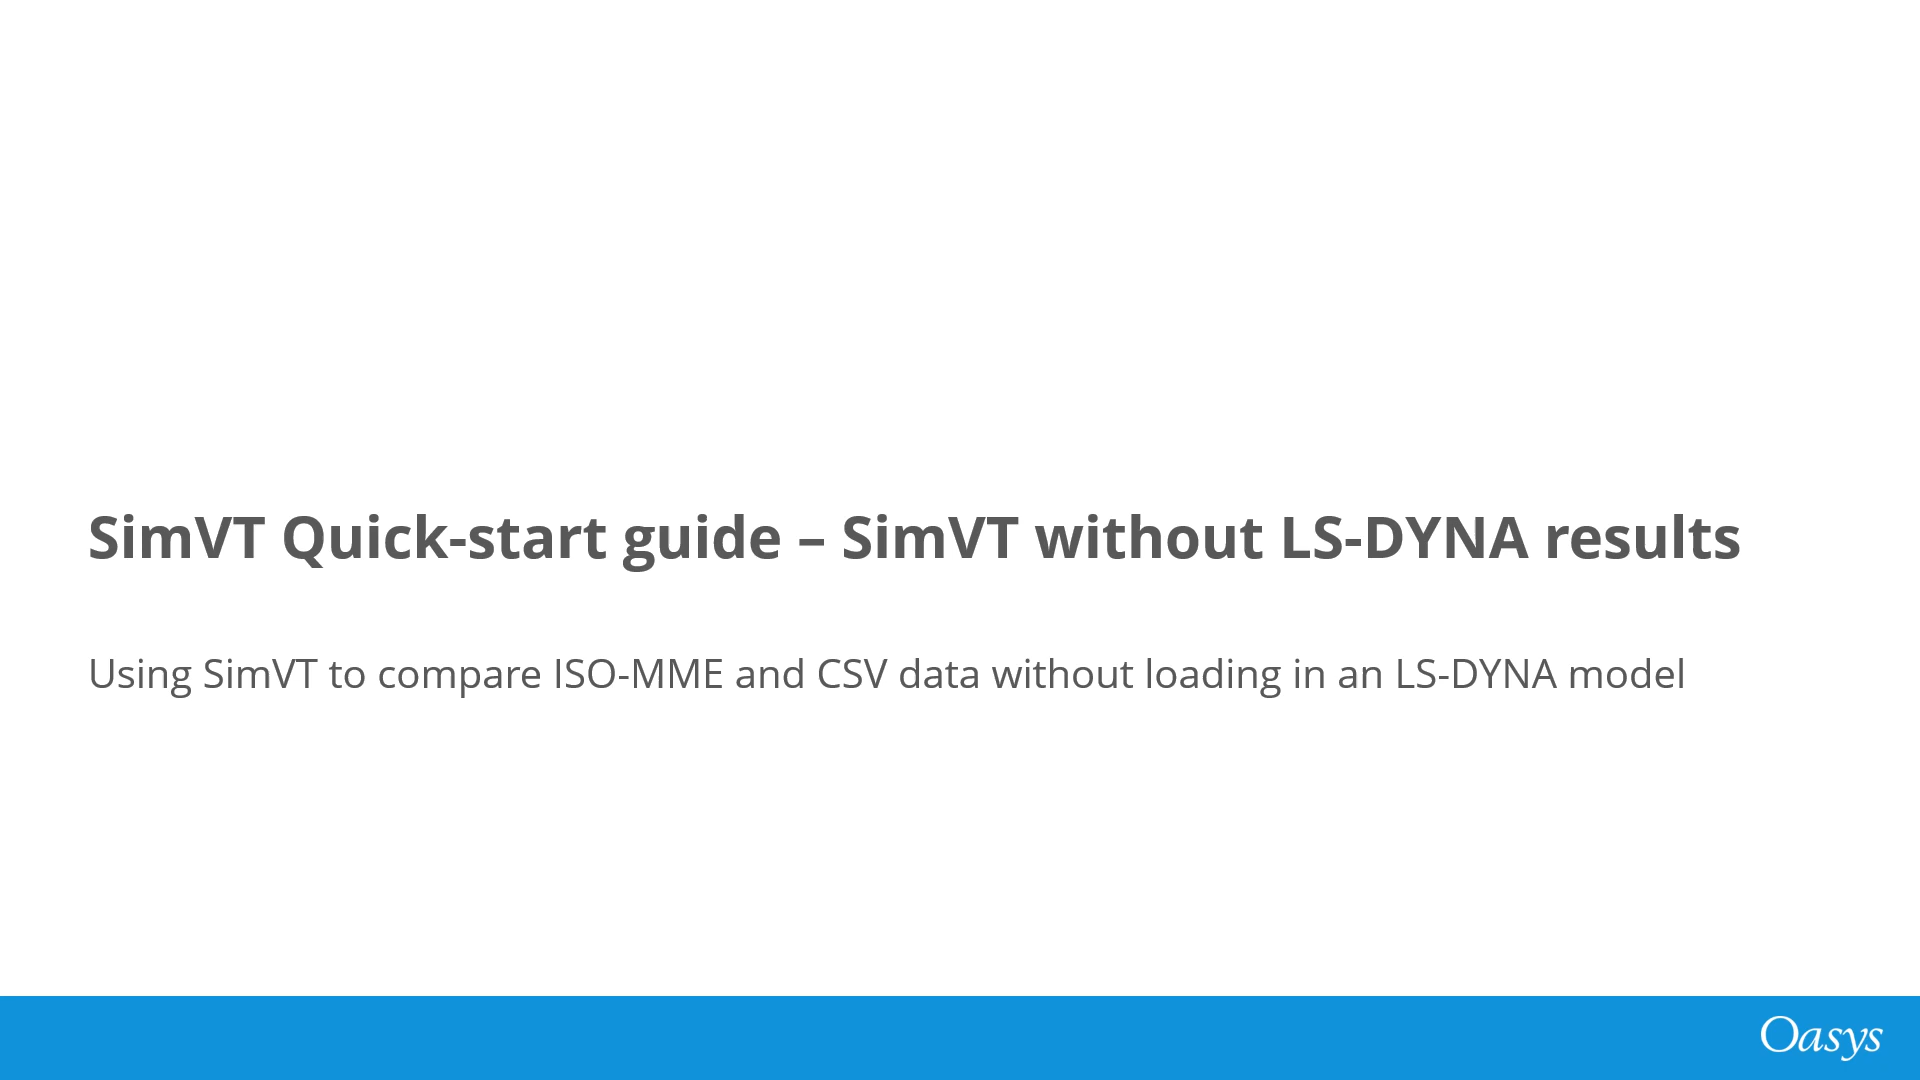 SimVT Quick-start guide – SimVT without LS-DYNA results
Using SimVT to compare ISO-MME and CSV data without loading in an LS-DYNA model
Oasys